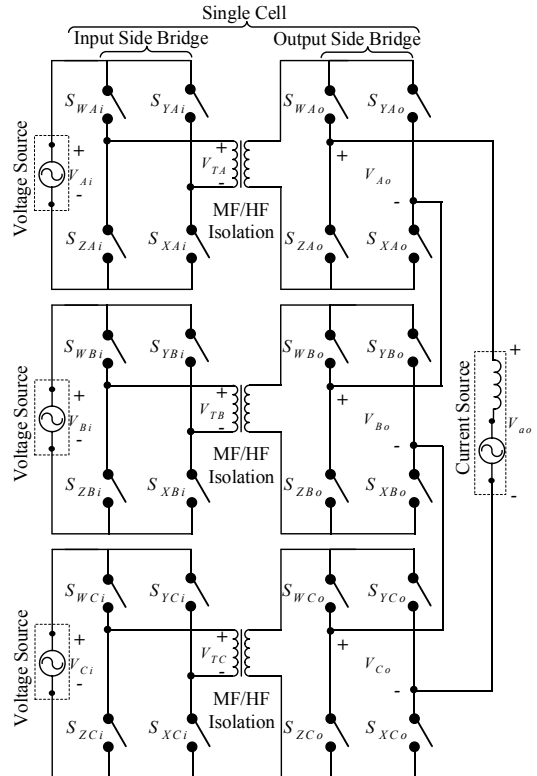 Single Cell
Input Side Bridge
Output Side Bridge
S_WAi S_YAi S_WAo S_YAo
Voltage Source
+ V_Ai -
+ V_TA -
+ V_Ao -
MF/HF
Isolation
S_ZAi S_XAi S_ZAo S_XAo
S_WBi S_YBi S_WBo S_YBo
Voltage Source
+ V_Bi -
+ V_TB -
+ V_Bo -
MF/HF
Isolation
S_ZBi S_XBi S_ZBo S_XBo
Current Source
+ V_ao -
S_WCi S_YCi S_WCo S_YCo
Voltage Source
+ V_Ci -
+ V_TC -
+ V_Co -
MF/HF
Isolation
S_ZCi S_XCi S_ZCo S_XCo